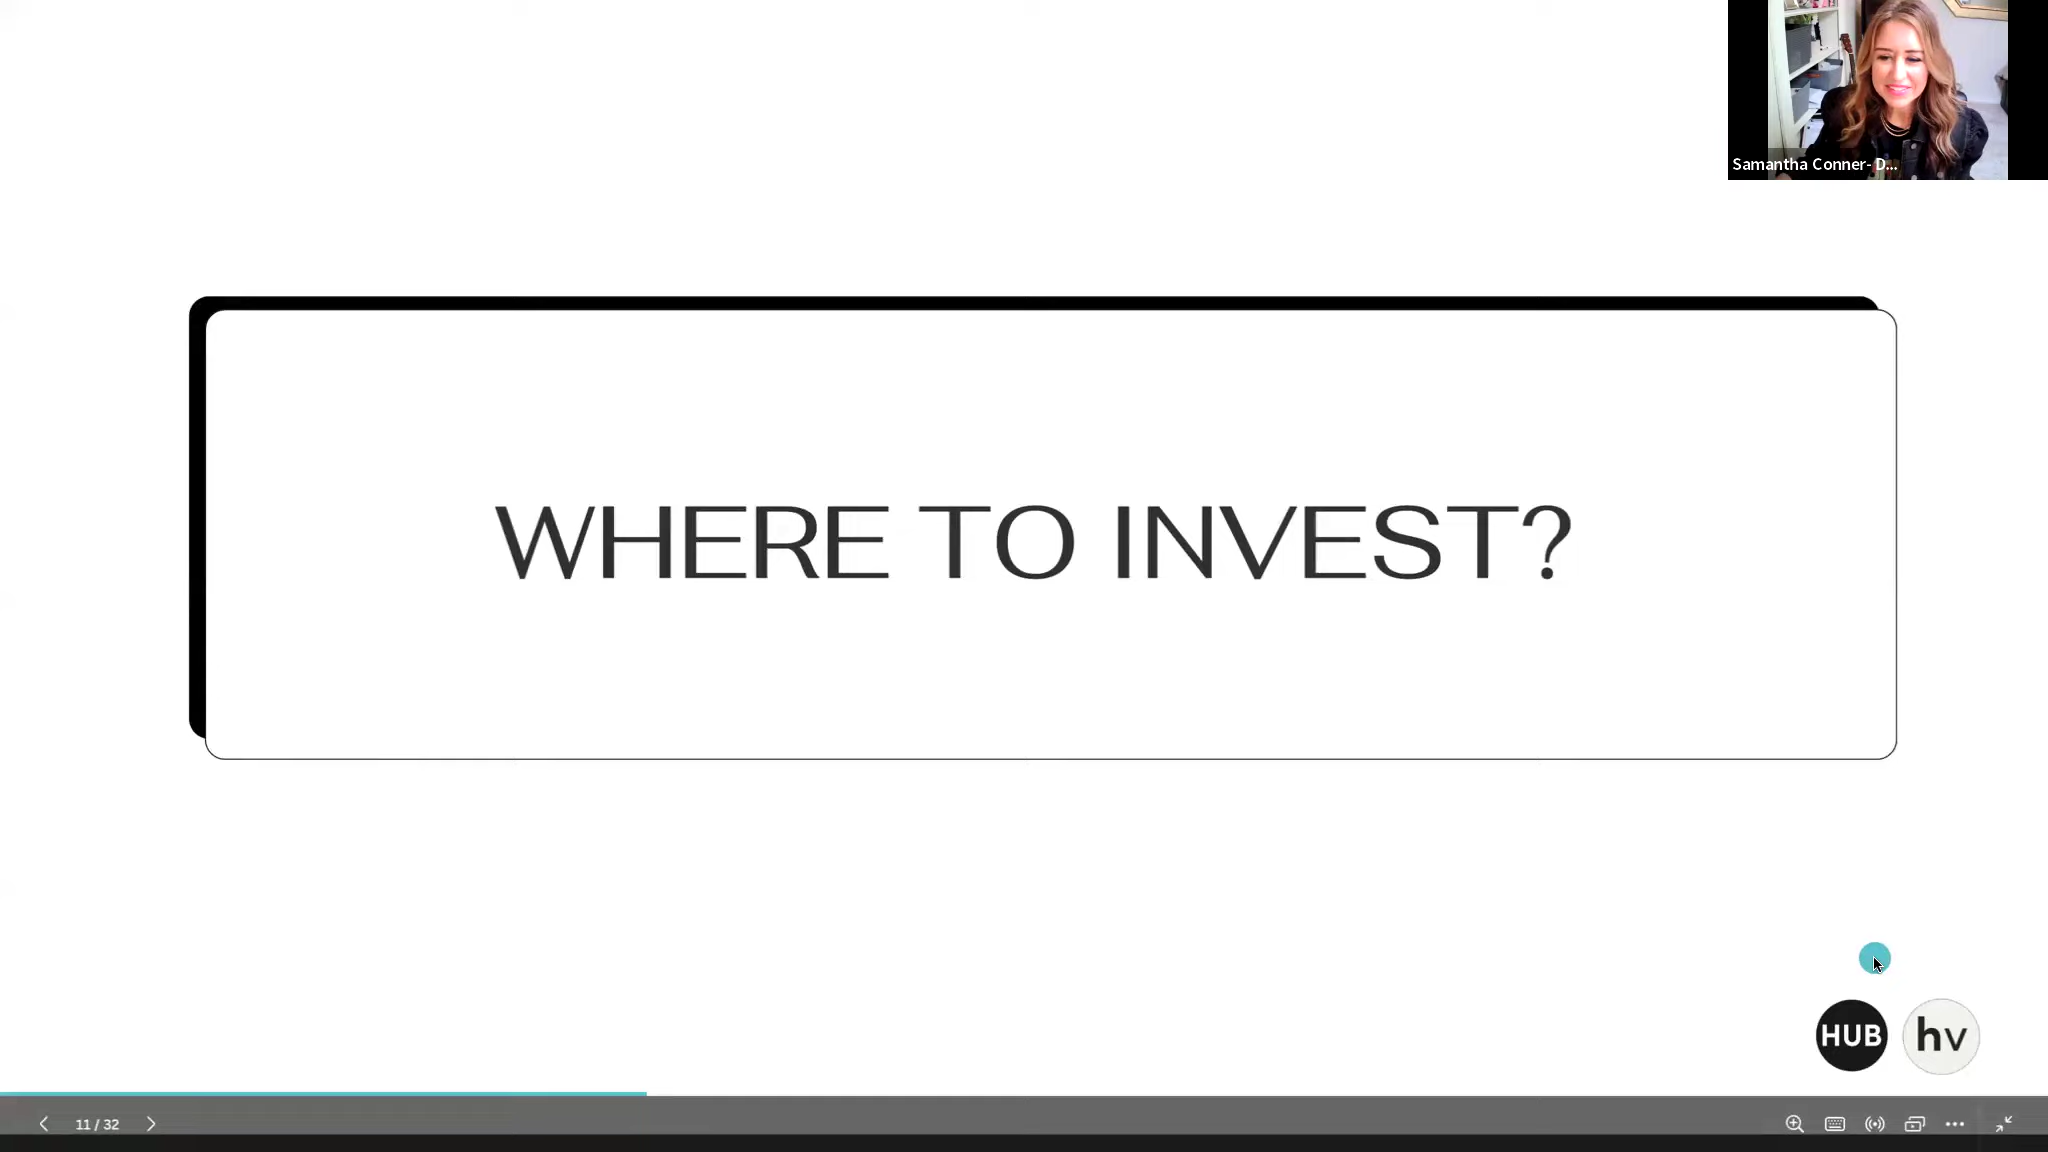 Samantha Conner- D...
WHERE TO INVEST?
HUB
hv
11 / 32